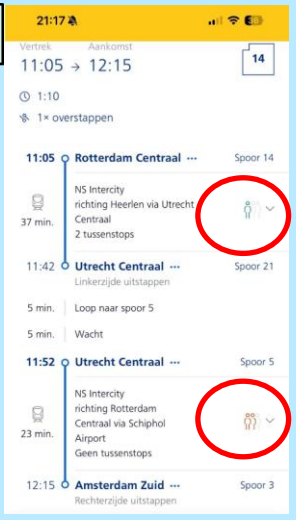 21:17
Vertrek Aankomst
11:05 → 12:15 14
1:10
1× overstappen
11:05 Rotterdam Centraal ··· Spoor 14
NS Intercity
richting Heerlen via Utrecht
Centraal
37 min.
2 tussenstops
11:42 Utrecht Centraal ··· Spoor 21
Linkerzijde uitstappen
5 min. Loop naar spoor 5
5 min. Wacht
11:52 Utrecht Centraal ··· Spoor 5
NS Intercity
richting Rotterdam
Centraal via Schiphol
23 min. Airport
Geen tussenstops
12:15 Amsterdam Zuid ··· Spoor 3
Rechterzijde uitstappen